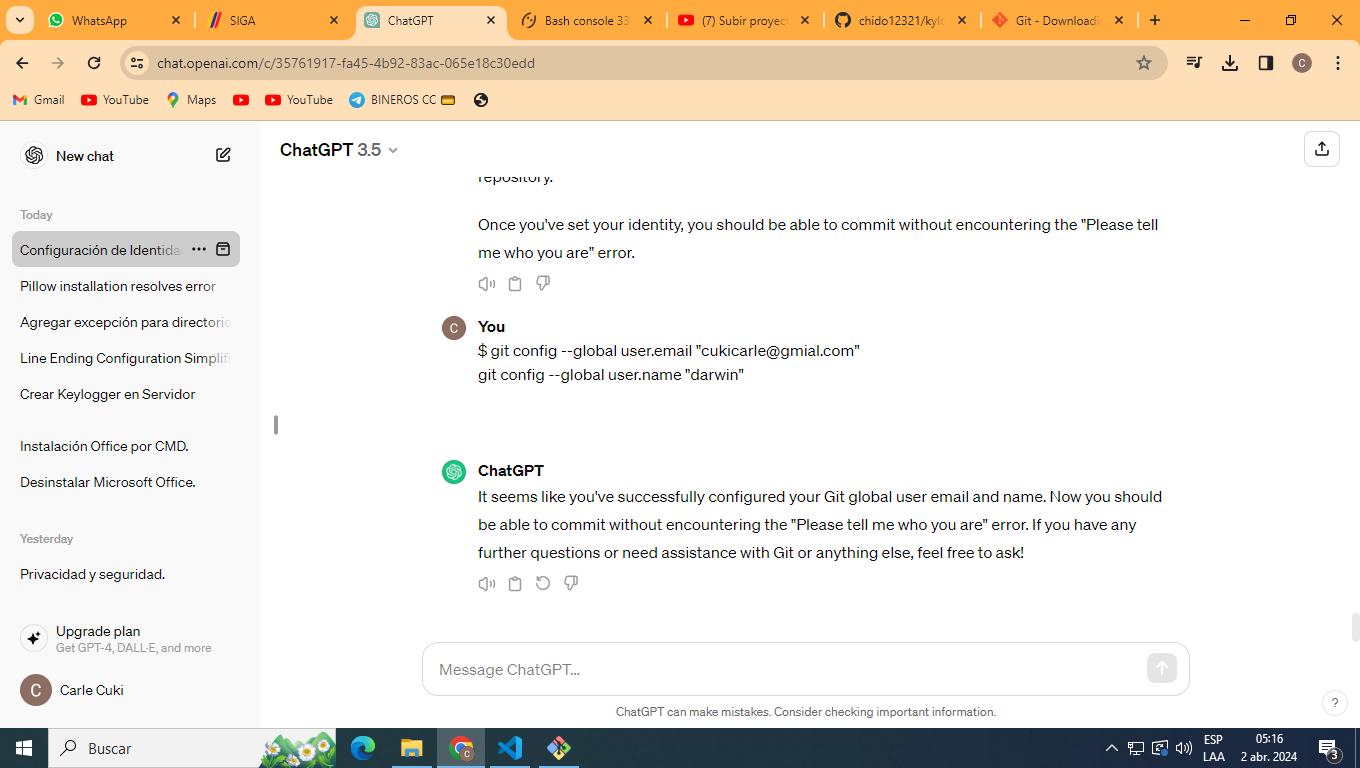 WhatsApp
SIGA
ChatGPT
Bash console 33
(7) Subir proyect
chido12321/kylo
Git - Downloadi
chat.openai.com/c/35761917-fa45-4b92-83ac-065e18c30edd
C
Gmail
YouTube
Maps
YouTube
BINEROS CC
New chat
ChatGPT 3.5
Today
Configuración de Identida
Pillow installation resolves error
Agregar excepción para directorio
Line Ending Configuration Simplifi
Crear Keylogger en Servidor
Instalación Office por CMD.
Desinstalar Microsoft Office.
Yesterday
Privacidad y seguridad.
Upgrade plan
Get GPT-4, DALL·E, and more
C
Carle Cuki
repository.
Once you've set your identity, you should be able to commit without encountering the "Please tell
me who you are" error.
C
You
$ git config --global user.email "cukicarle@gmial.com"
git config --global user.name "darwin"
ChatGPT
It seems like you've successfully configured your Git global user email and name. Now you should
be able to commit without encountering the "Please tell me who you are" error. If you have any
further questions or need assistance with Git or anything else, feel free to ask!
Message ChatGPT...
ChatGPT can make mistakes. Consider checking important information.
?
Buscar
C
ESP
LAA
05:16
2 abr. 2024
3